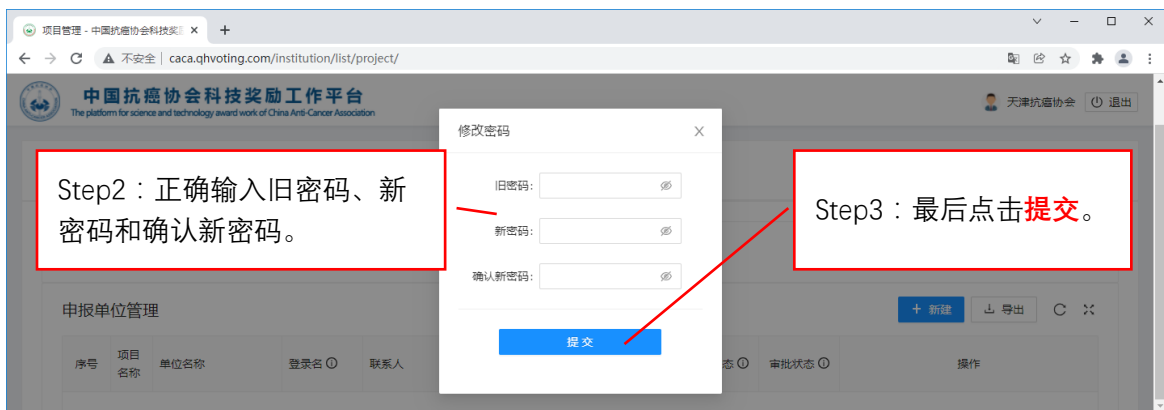 项目管理 - 中国抗癌协会科技奖
不安全 | caca.qhvoting.com/institution/list/project/
中国抗癌协会科技奖励工作平台
The platform for science and technology award work of China Anti-Cancer Association
天津抗癌协会 退出
修改密码
Step2：正确输入旧密码、新
密码和确认新密码。
旧密码:
新密码:
确认新密码:
提交
Step3：最后点击提交。
申报单位管理
+ 新建 导出
序号 项目名称 单位名称 登录名 联系人 态 审批状态 操作